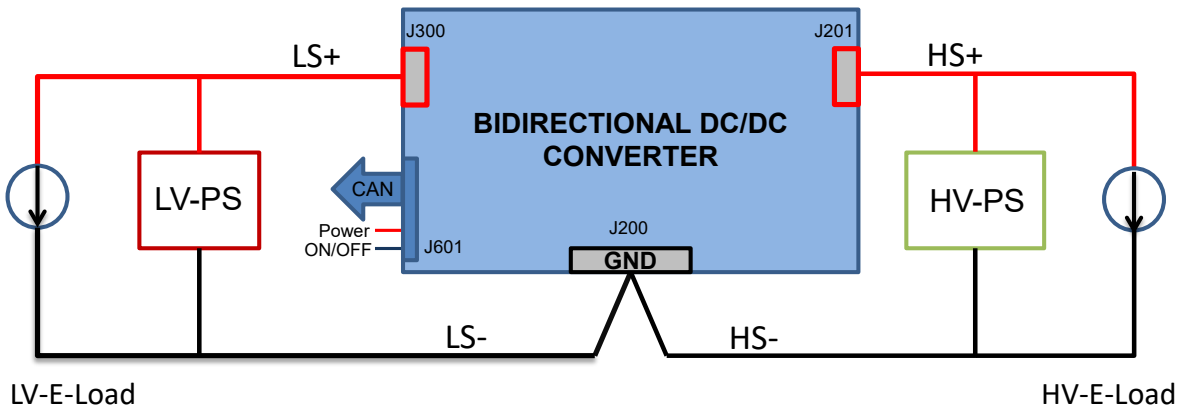 J300
J201
LS+
HS+
BIDIRECTIONAL DC/DC
CONVERTER
LV-PS
CAN
HV-PS
Power
ON/OFF
J601
J200
GND
LS-
HS-
LV-E-Load
HV-E-Load